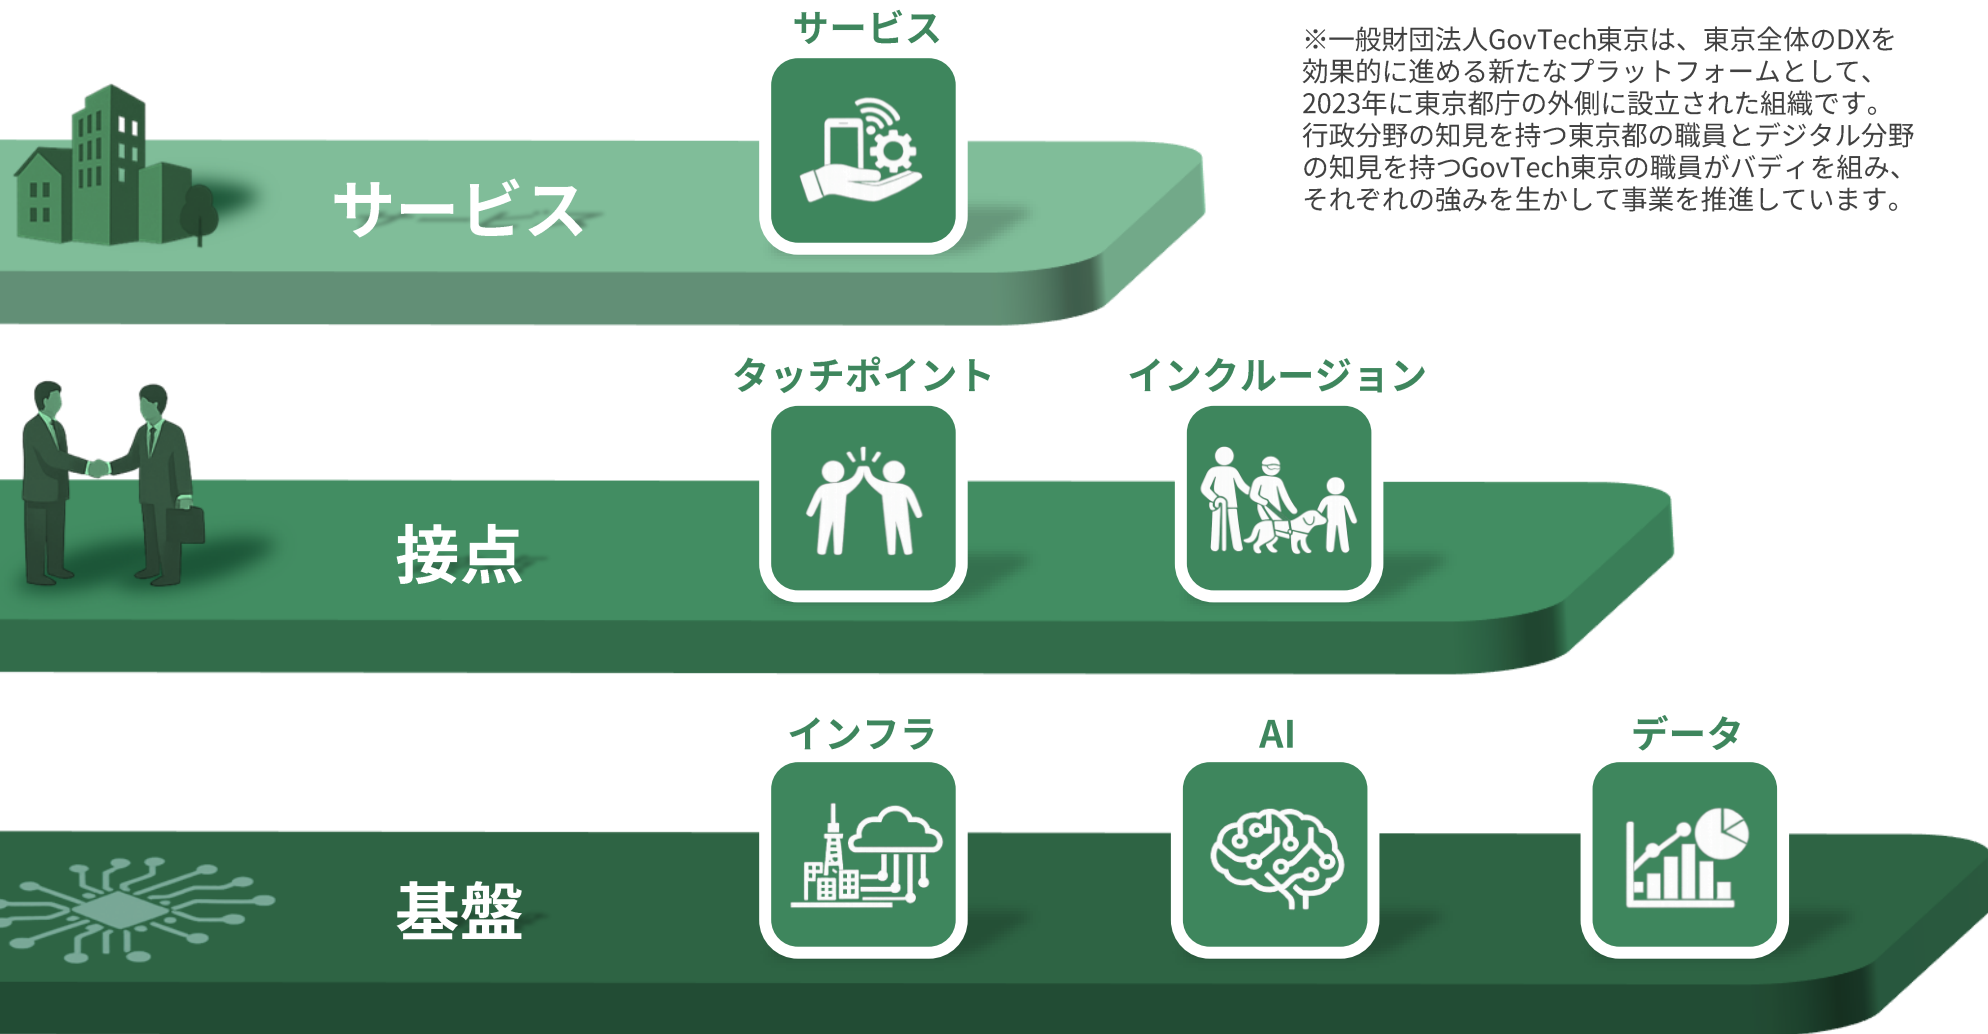 サービス
※一般財団法人GovTech東京は、東京全体のDXを
効果的に進める新たなプラットフォームとして、
2023年に東京都庁の外側に設立された組織です。
行政分野の知見を持つ東京都の職員とデジタル分野
の知見を持つGovTech東京の職員がバディを組み、
それぞれの強みを生かして事業を推進しています。
サービス
タッチポイント
インクルージョン
接点
インフラ
AI
データ
基盤